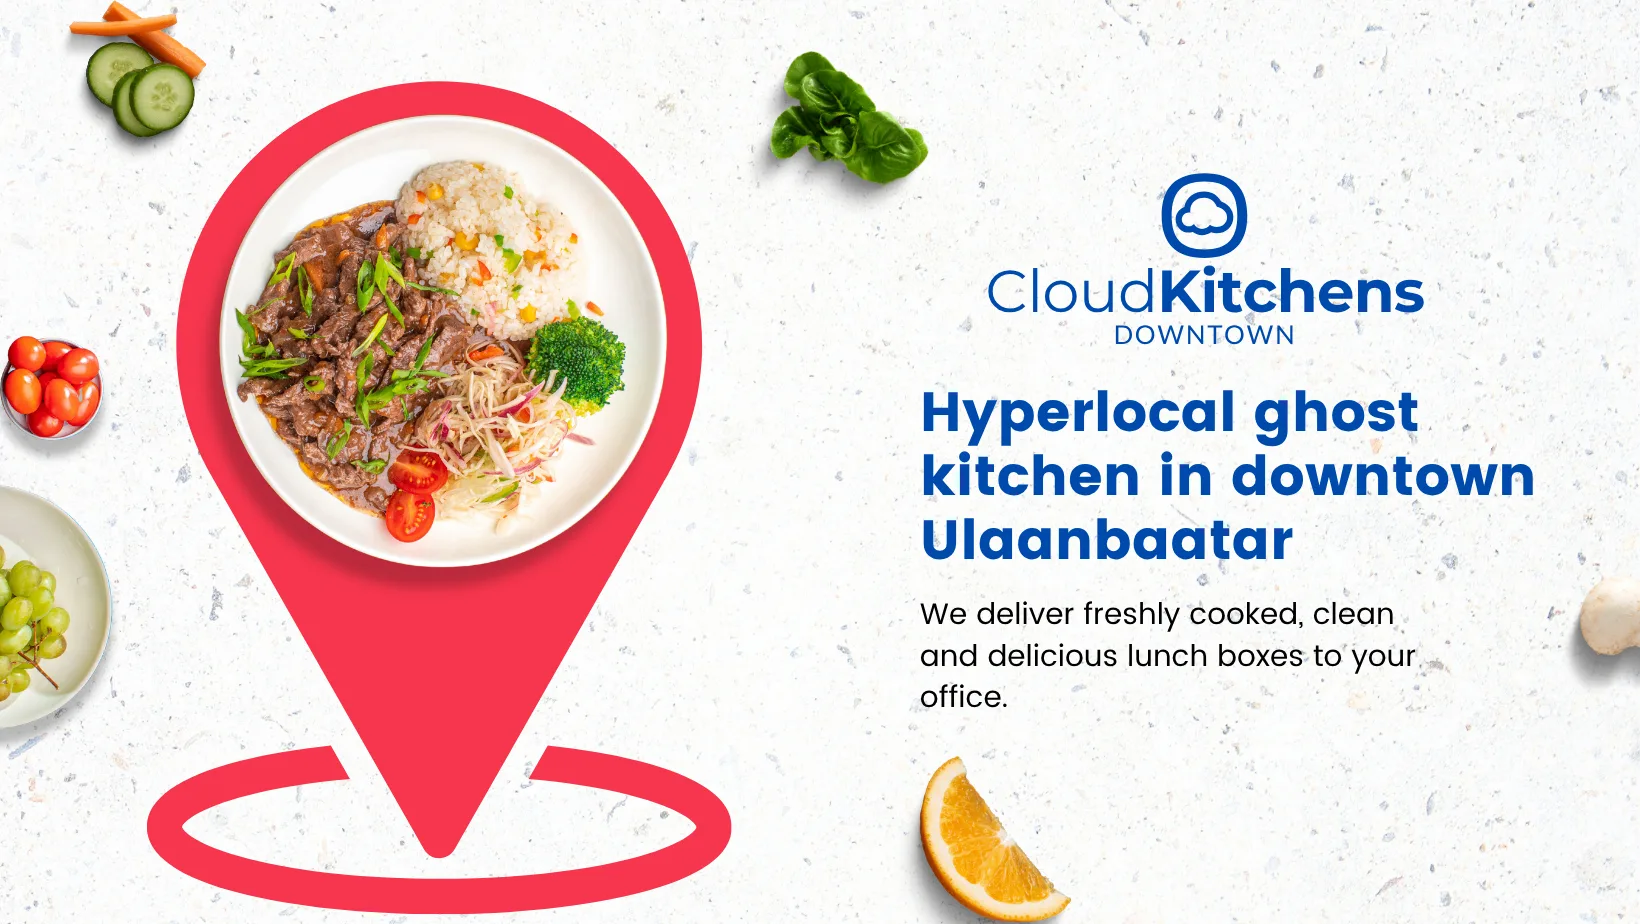 CloudKitchens
DOWNTOWN
Hyperlocal ghost
kitchen in downtown
Ulaanbaatar
We deliver freshly cooked, clean
and delicious lunch boxes to your
office.